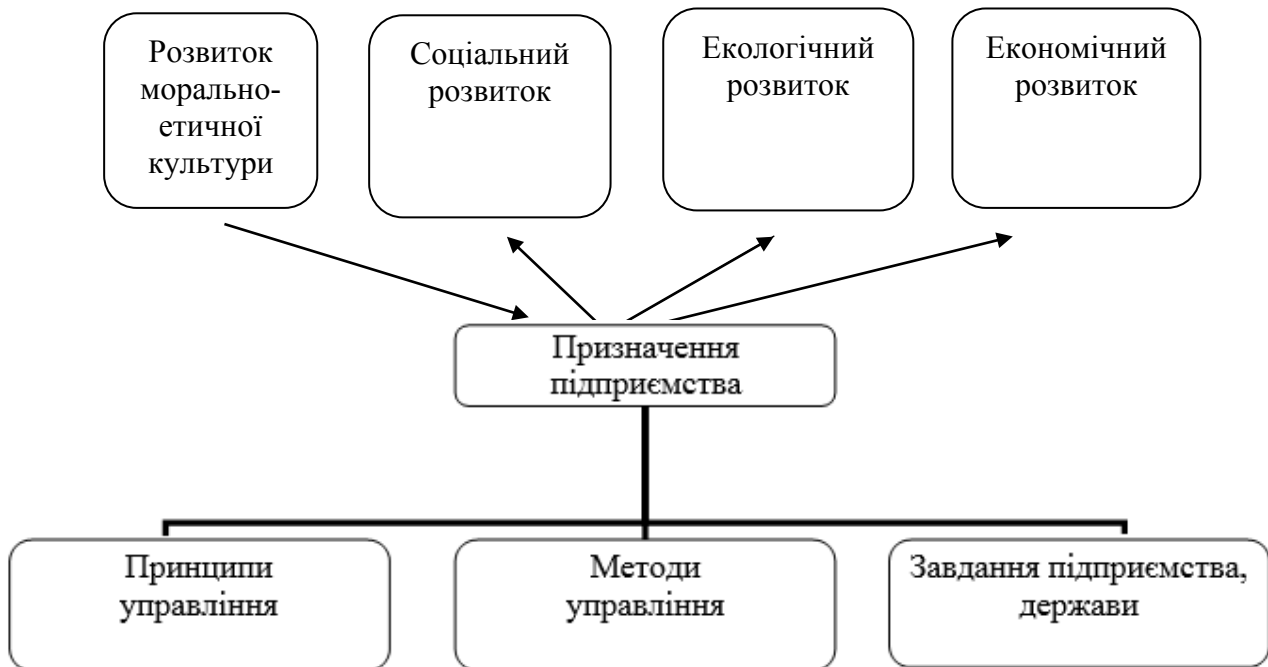 Розвиток
морально-
етичної
культури
Соціальний
розвиток
Екологічний
розвиток
Економічний
розвиток
Призначення
підприємства
Принципи
управління
Методи
управління
Завдання підприємства,
держави